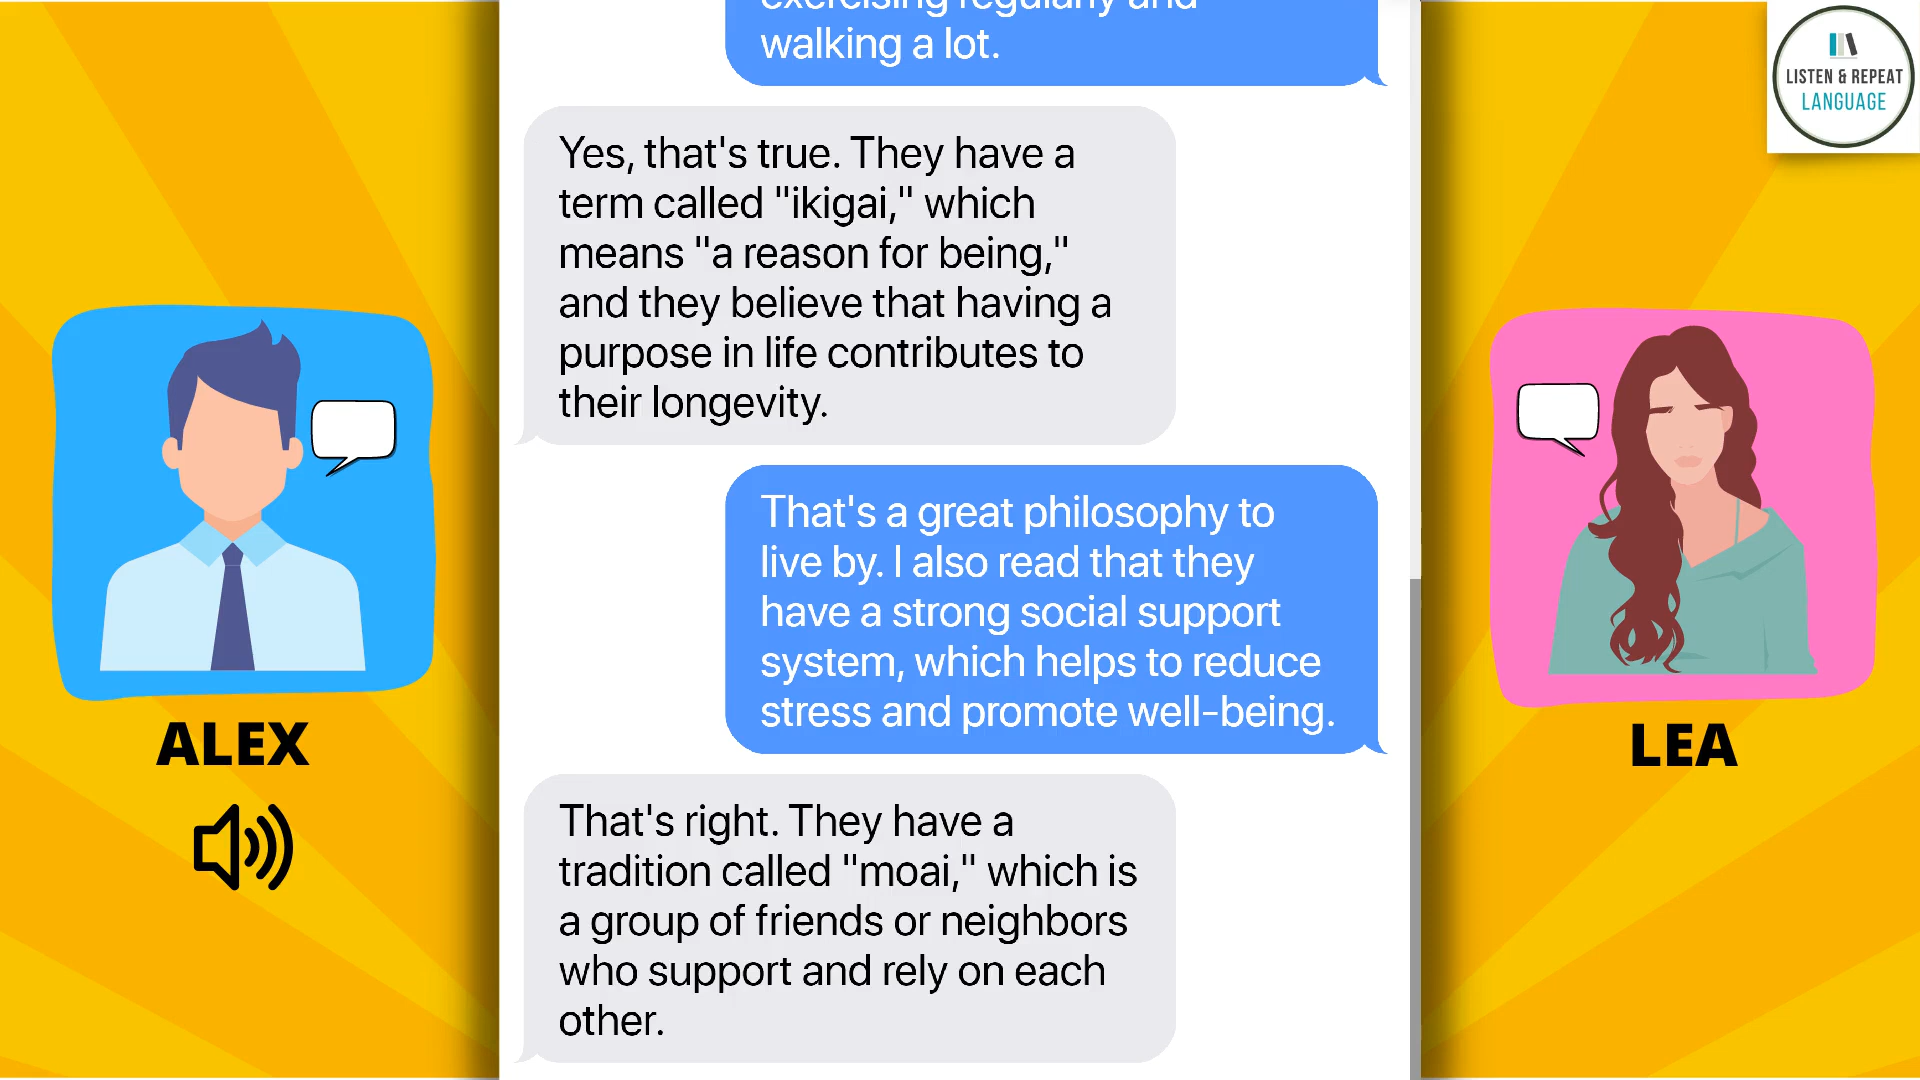 exercising regularly and
walking a lot.
Yes, that's true. They have a
term called "ikigai," which
means "a reason for being,"
and they believe that having a
purpose in life contributes to
their longevity.
That's a great philosophy to
live by. I also read that they
have a strong social support
system, which helps to reduce
stress and promote well-being.
That's right. They have a
tradition called "moai," which is
a group of friends or neighbors
who support and rely on each
other.
ALEX
LEA
LISTEN & REPEAT
LANGUAGE